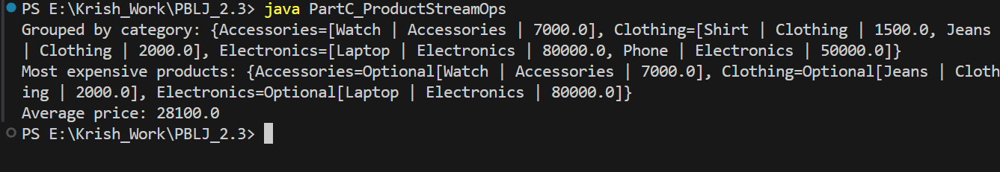 PS E:\Krish_Work\PBLJ_2.3> java PartC_ProductStreamOps
Grouped by category: {Accessories=[Watch | Accessories | 7000.0], Clothing=[Shirt | Clothing | 1500.0, Jeans
| Clothing | 2000.0], Electronics=[Laptop | Electronics | 80000.0, Phone | Electronics | 50000.0]}
Most expensive products: {Accessories=Optional[Watch | Accessories | 7000.0], Clothing=Optional[Jeans | Cloth
ing | 2000.0], Electronics=Optional[Laptop | Electronics | 80000.0]}
Average price: 28100.0
PS E:\Krish_Work\PBLJ_2.3>